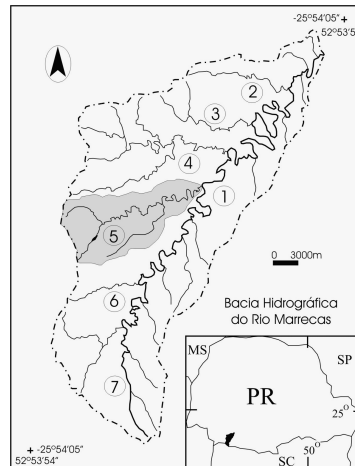 -25°54'05" +
52°53'5
2
3
4
1
5
0 3000m
6
Bacia Hidrográfica
do Rio Marrecas
7
MS
SP
PR
25°
+ -25°54'05"
52°53'54"
50°
SC